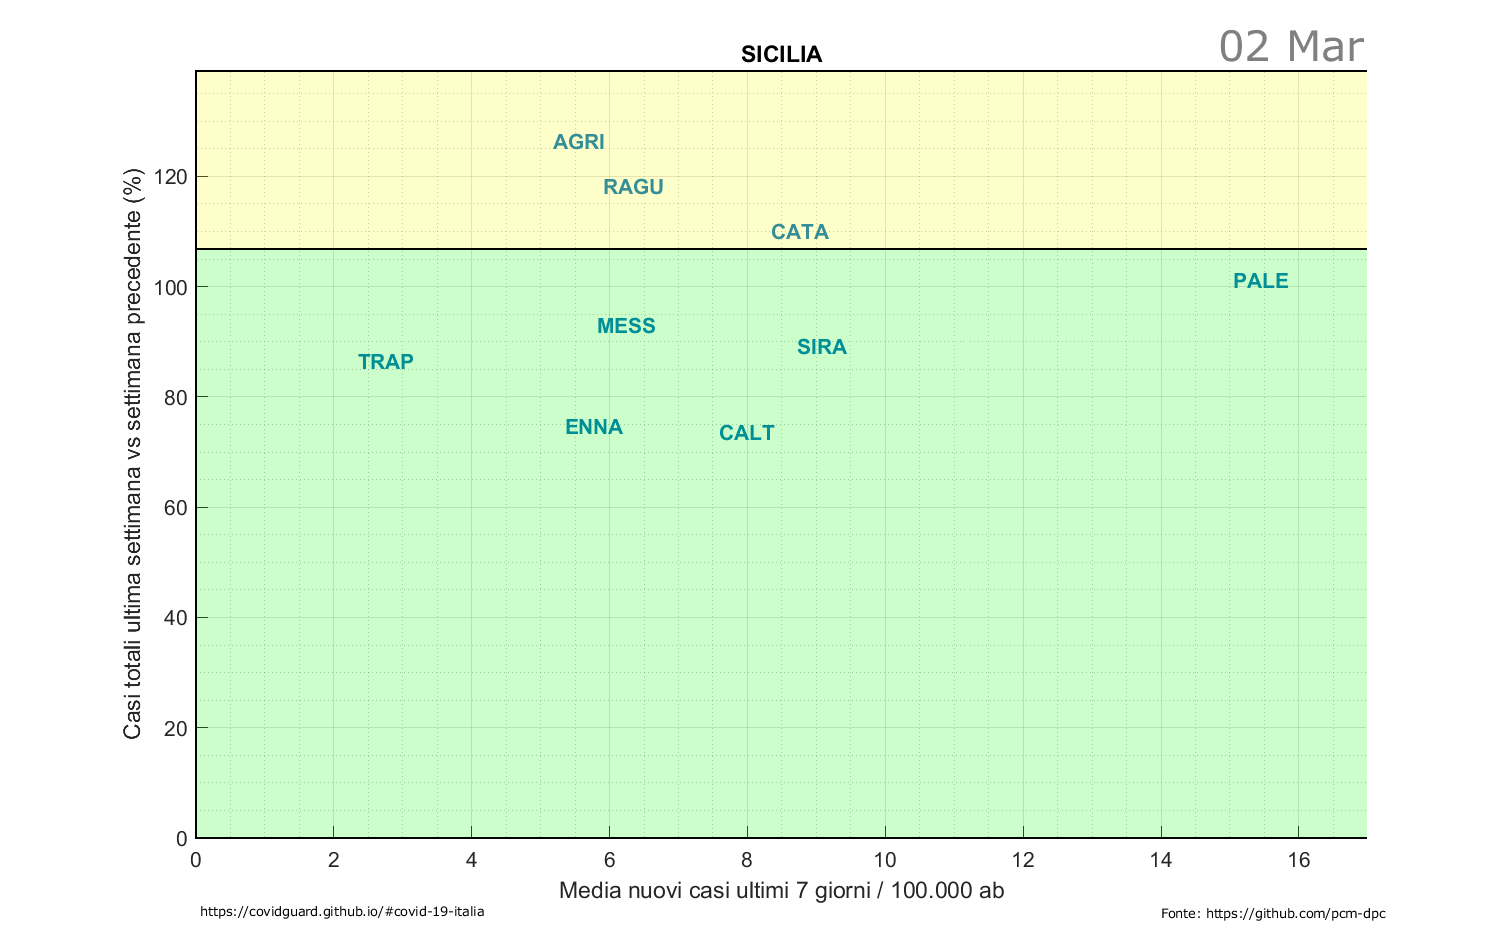 02 Mar
SICILIA
AGRI
120
RAGU
CATA
PALE
100
MESS
SIRA
TRAP
80
ENNA
CALT
60
40
20
0
Casi totali ultima settimana vs settimana precedente (%)
0 2 4 6 8 10 12 14 16
Media nuovi casi ultimi 7 giorni / 100.000 ab
https://covidguard.github.io/#covid-19-italia
Fonte: https://github.com/pcm-dpc